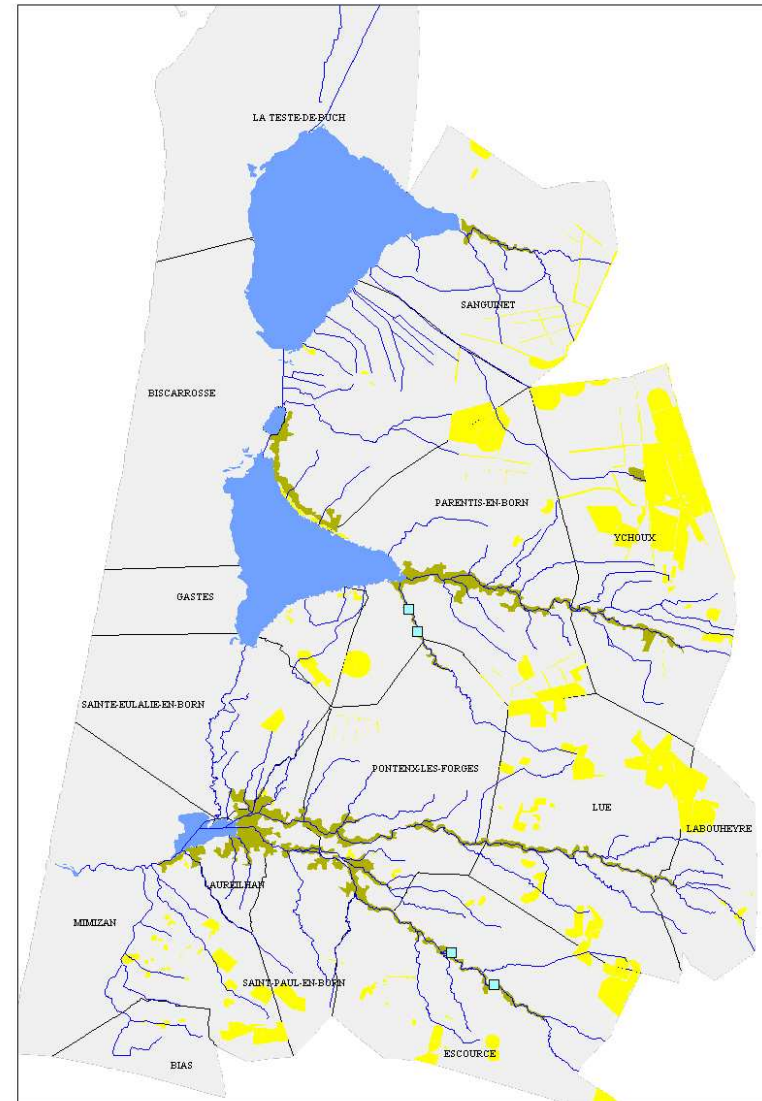 LA TESTE-DE-BUCH
SANGUINET
BISCARROSSE
PARENTIS-EN-BORN
YCHOUX
GASTES
SAINTE-EULALIE-EN-BORN
PONTENX-LES-FORGES
LUE
LABOUHEYRE
AUREILHAN
MIMIZAN
SAINT-PAUL-EN-BORN
ESCOURCE
BIAS